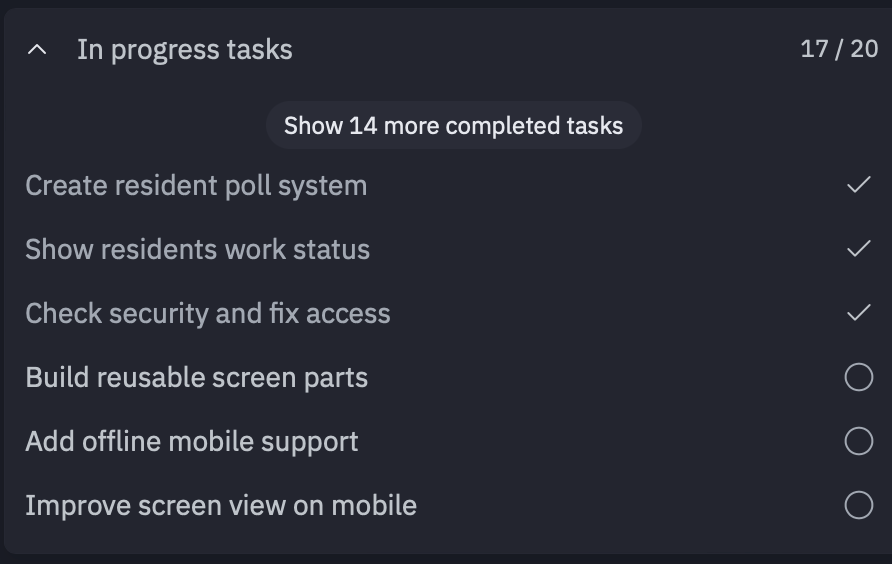 In progress tasks
17 / 20
Show 14 more completed tasks
Create resident poll system
Show residents work status
Check security and fix access
Build reusable screen parts
Add offline mobile support
Improve screen view on mobile